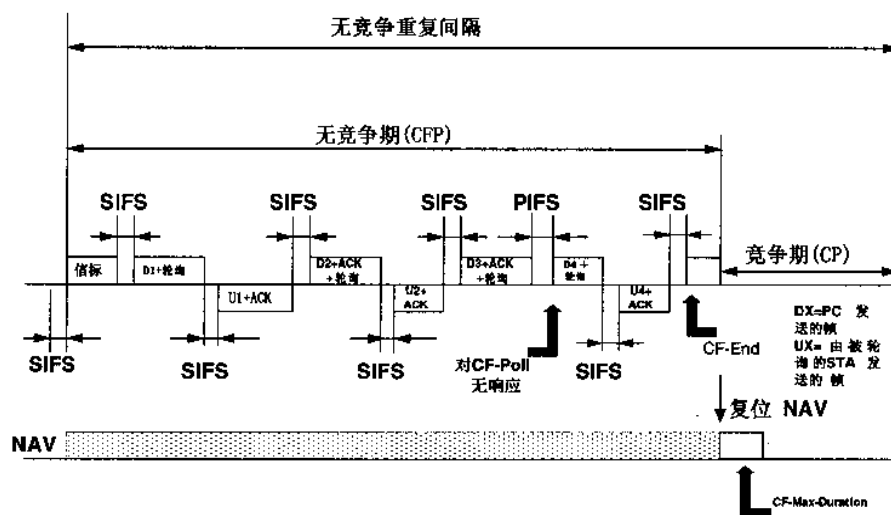 无竞争重复间隔
无竞争期(CFP)
SIFS
SIFS
SIFS
PIFS
SIFS
竞争期(CP)
信标
D1+轮询
D2+ACK
+轮询
D3+ACK
+轮询
D4+
轮询
U1+ACK
U2+
ACK
U4+
ACK
SIFS
SIFS
SIFS
对CF-Poll
无响应
SIFS
CF-End
DX=PC 发
送的帧
UX= 由被轮
询的STA 发
送的 帧
复位 NAV
NAV
CF-Max-Duration